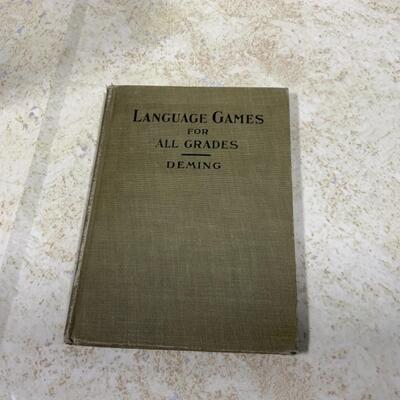 LANGUAGE GAMES
FOR
ALL GRADES
DEMING